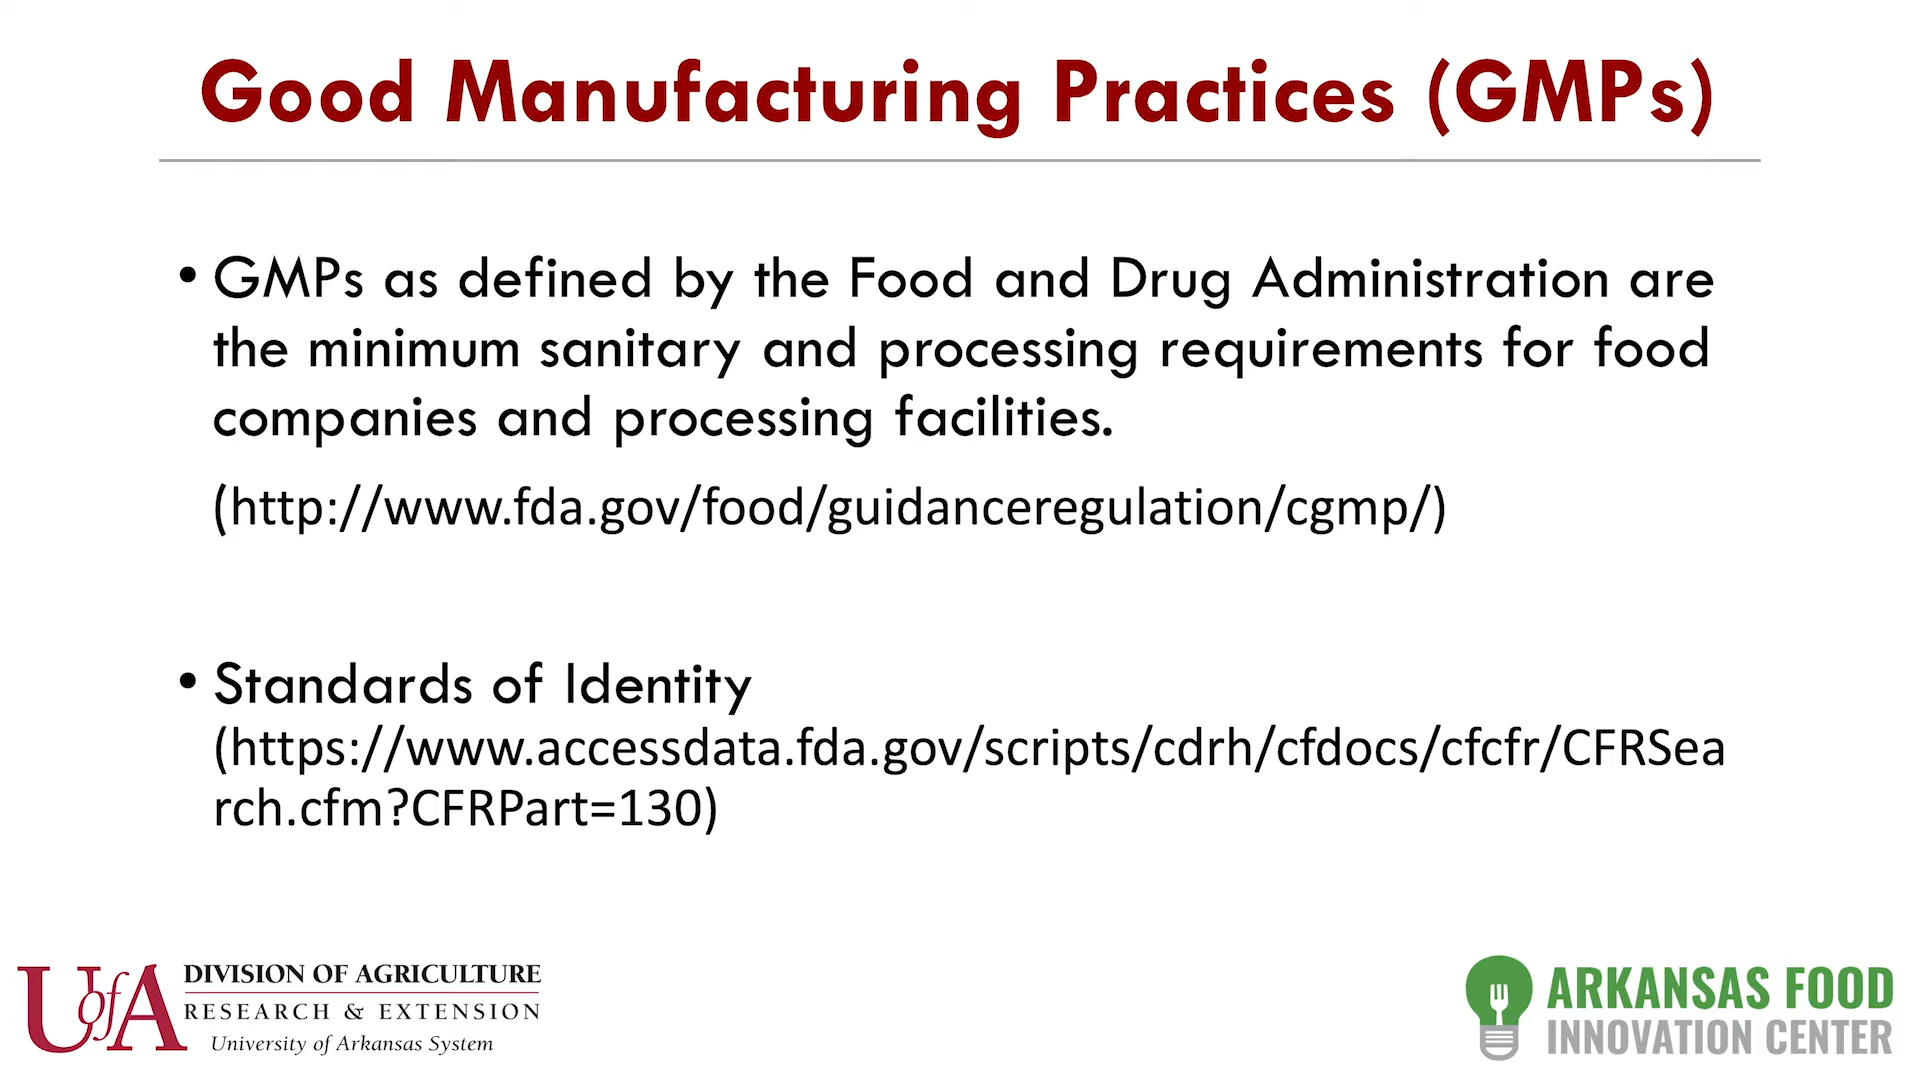 Good Manufacturing Practices (GMPs)
• GMPs as defined by the Food and Drug Administration are
the minimum sanitary and processing requirements for food
companies and processing facilities.
(http://www.fda.gov/food/guidanceregulation/cgmp/)
• Standards of Identity
(https://www.accessdata.fda.gov/scripts/cdrh/cfdocs/cfcfr/CFRSea
rch.cfm?CFRPart=130)
UofA
DIVISION OF AGRICULTURE
RESEARCH & EXTENSION
University of Arkansas System
ARKANSAS FOOD
INNOVATION CENTER